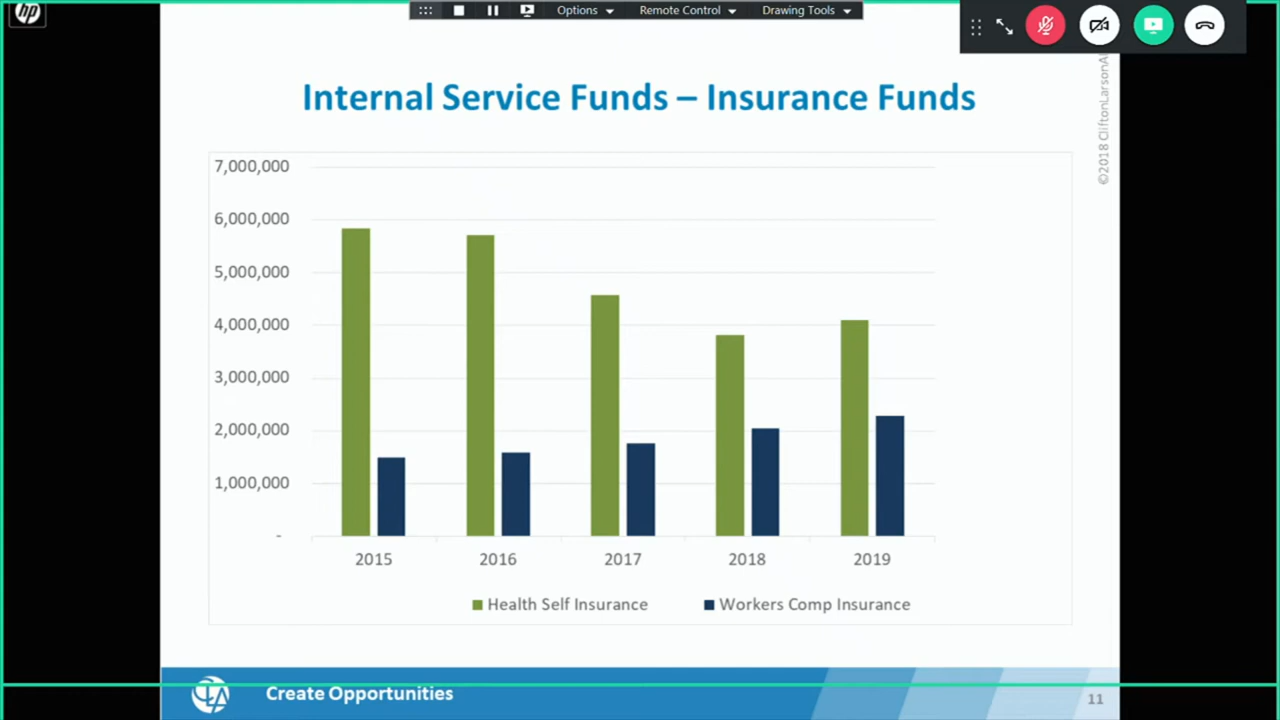 hp
Options
Remote Control
Drawing Tools
Internal Service Funds – Insurance Funds
7,000,000
6,000,000
5,000,000
4,000,000
3,000,000
2,000,000
1,000,000
-
2015 2016 2017 2018 2019
Health Self Insurance Workers Comp Insurance
©2018
CLA
Create Opportunities
11